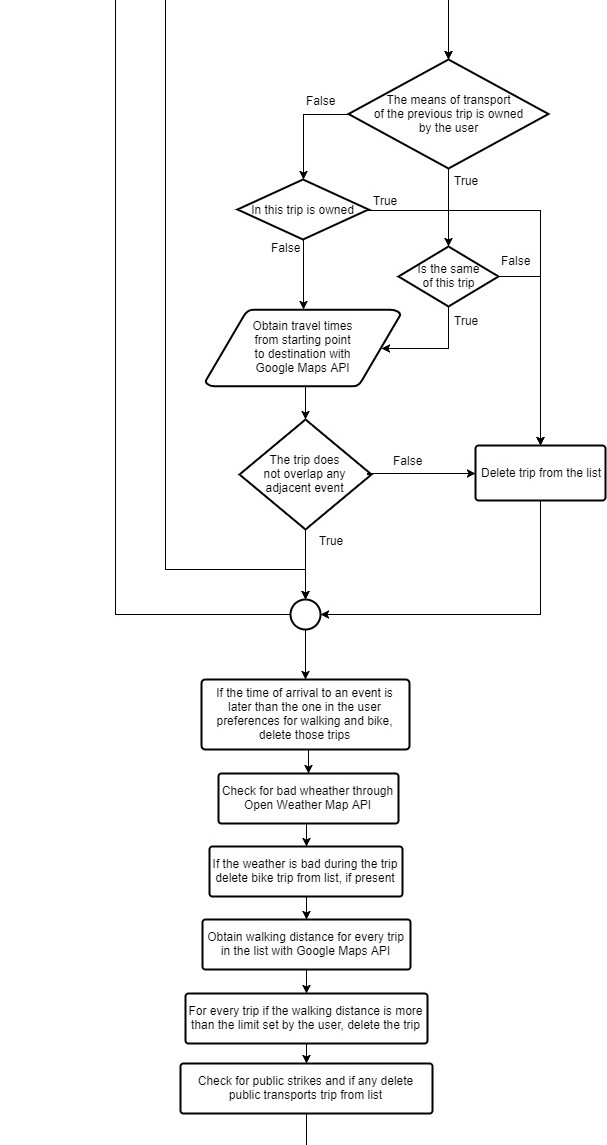 The means of transport
of the previous trip is owned
by the user
False
True
In this trip is owned
True
False
Is the same
of this trip
False
True
Obtain travel times
from starting point
to destination with
Google Maps API
The trip does
not overlap any
adjacent event
False
True
Delete trip from the list
If the time of arrival to an event is
later than the one in the user
preferences for walking and bike,
delete those trips
Check for bad wheather through
Open Weather Map API
If the weather is bad during the trip
delete bike trip from list, if present
Obtain walking distance for every trip
in the list with Google Maps API
For every trip if the walking distance is more
than the limit set by the user, delete the trip
Check for public strikes and if any delete
public transports trip from list